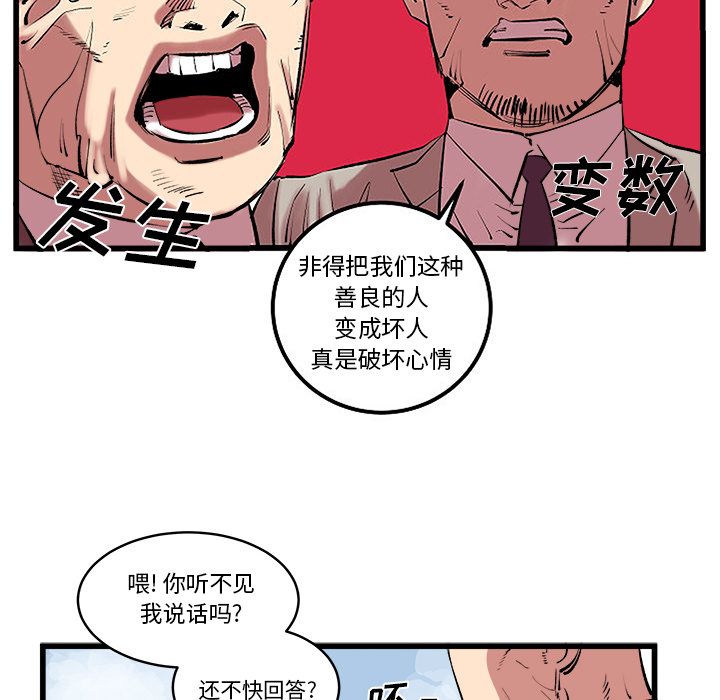 发生
变数
非得把我们这种
善良的人
变成坏人
真是破坏心情
喂! 你听不见
我说话吗?
还不快回答?